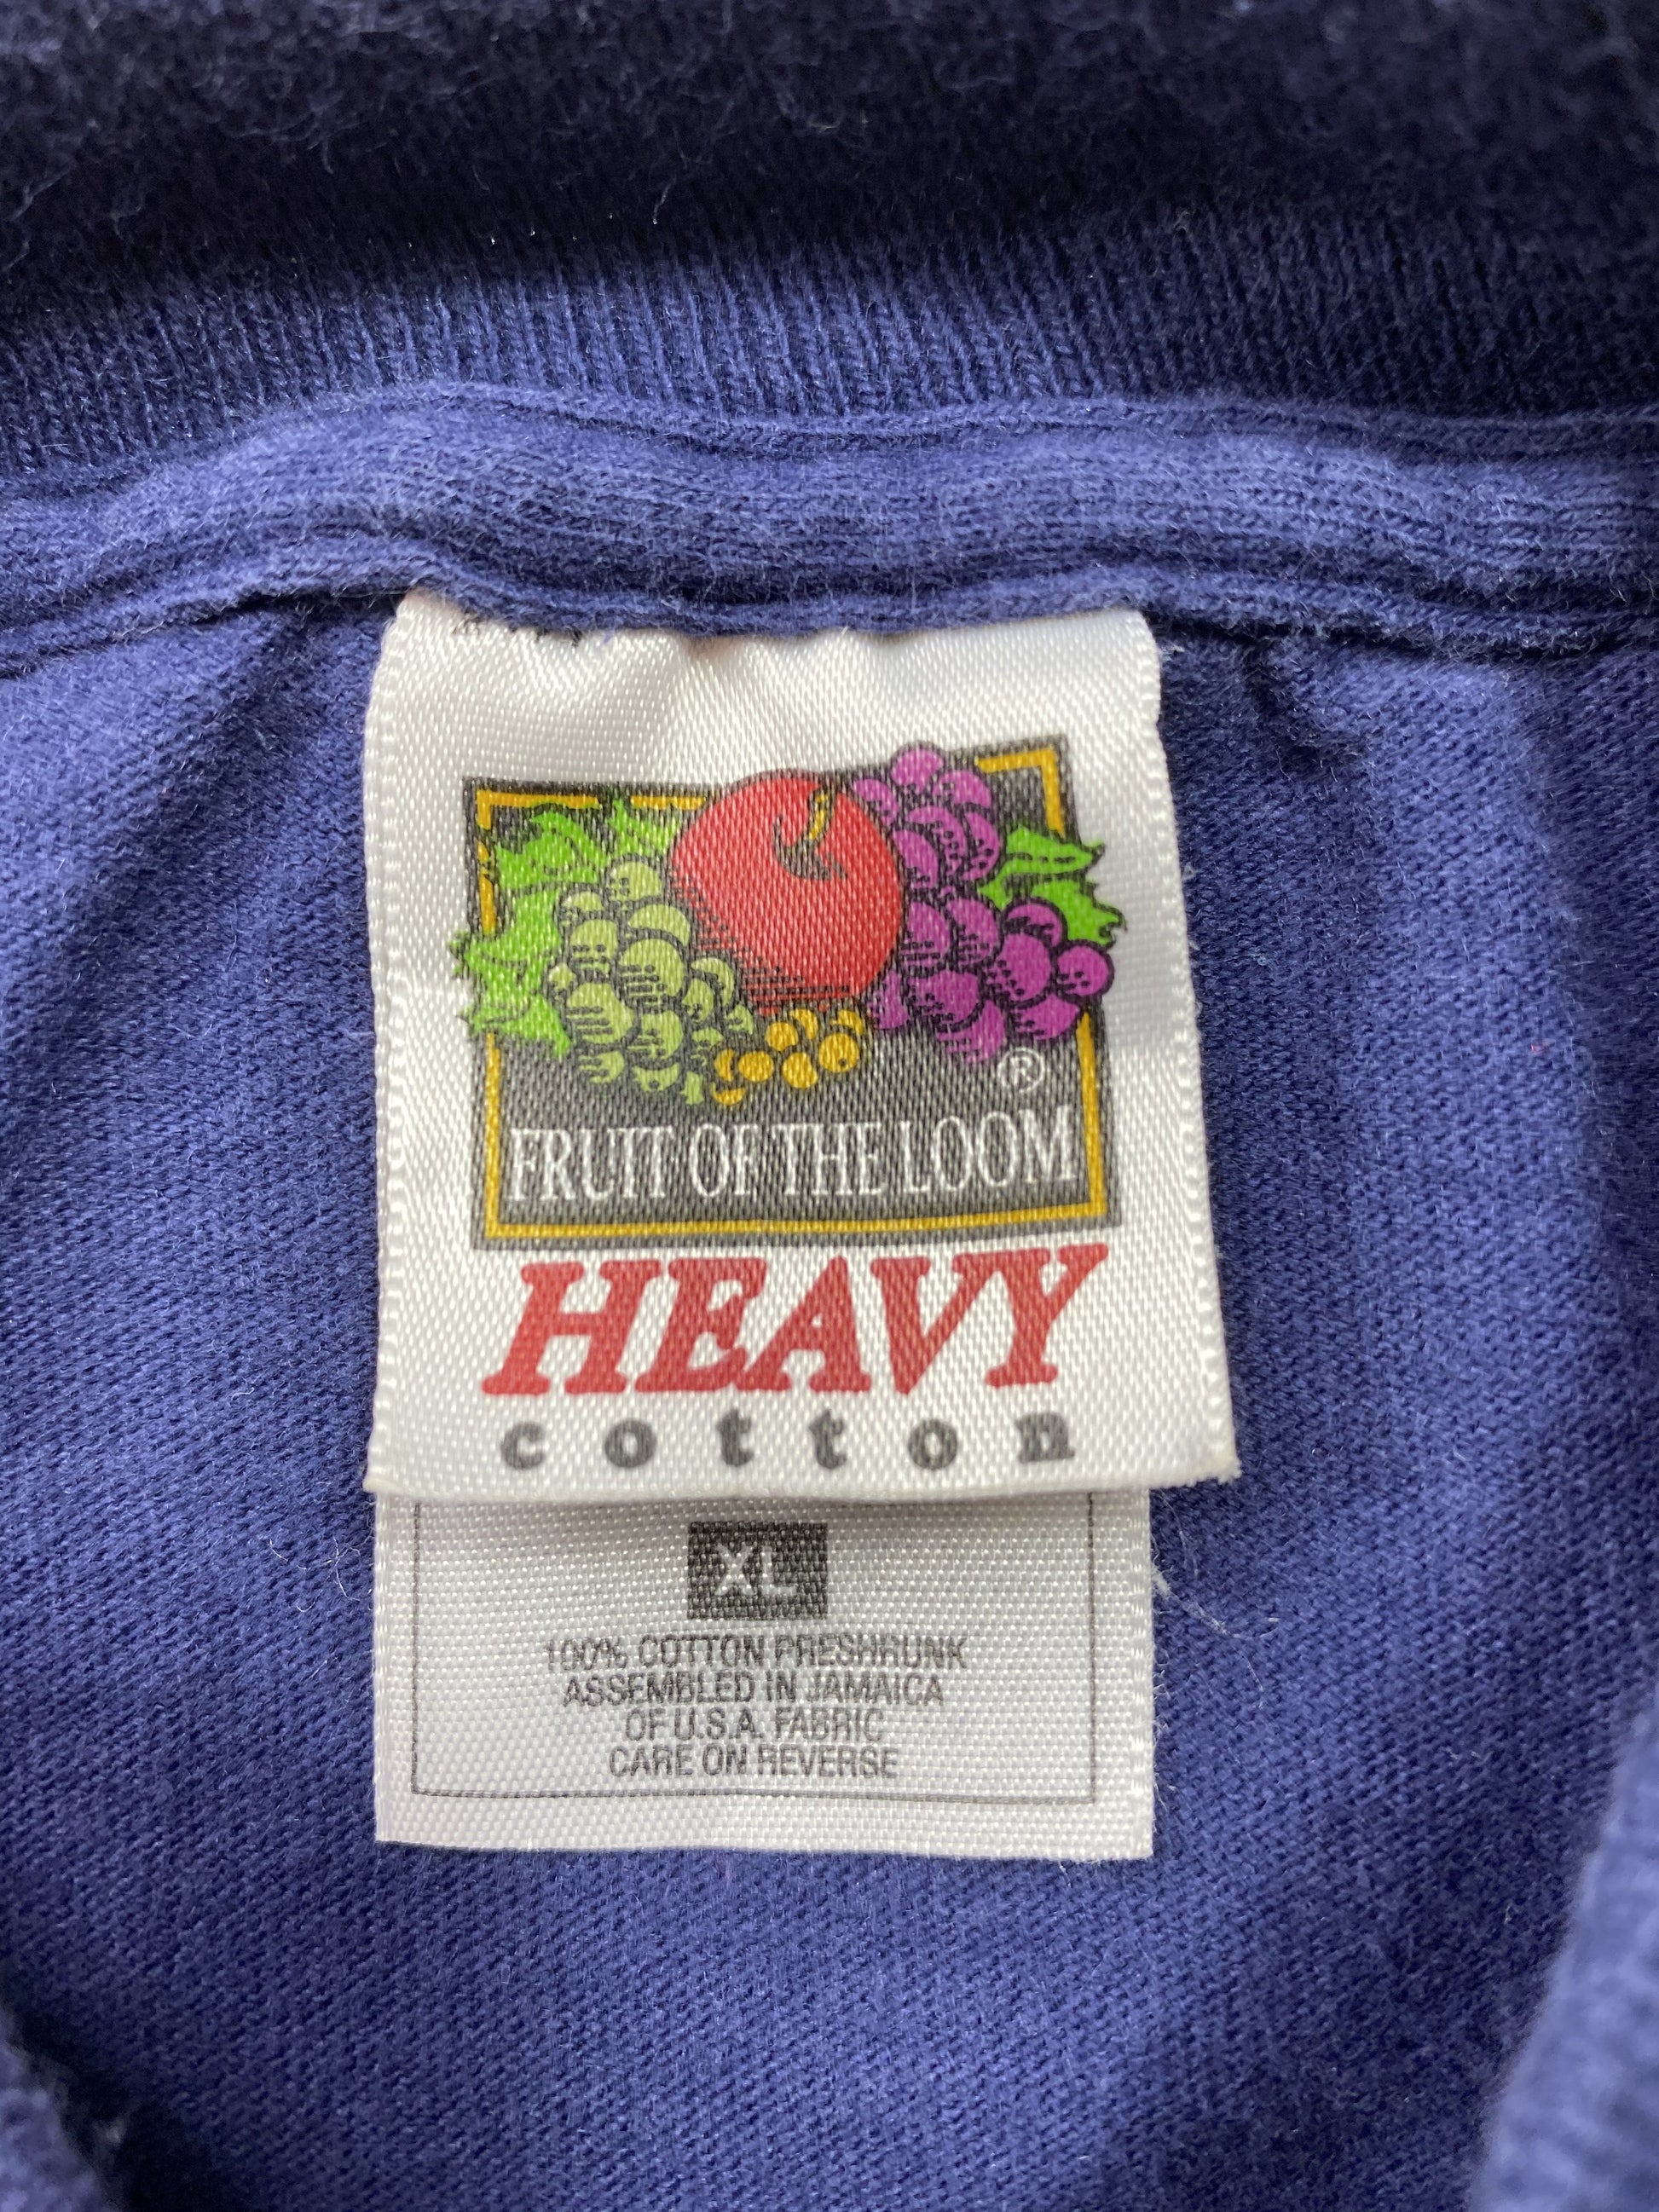 ®
FRUIT OF THE LOOM
HEAVY
cotton
XL
100% COTTON PRESHRUNK
ASSEMBLED IN JAMAICA
OF U.S.A. FABRIC
CARE ON REVERSE